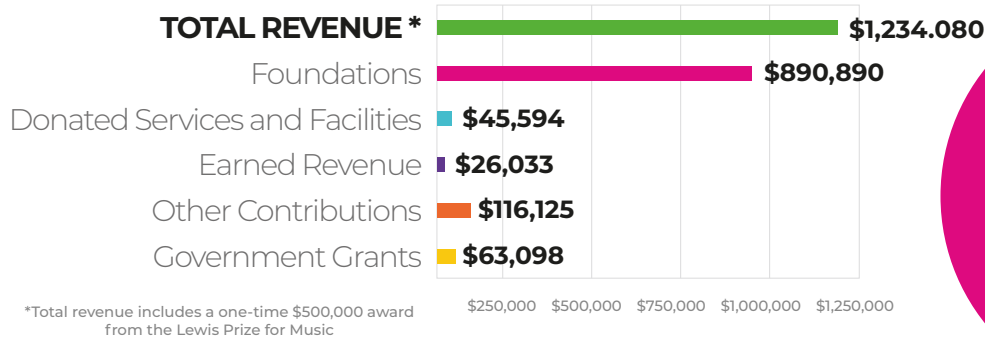 TOTAL REVENUE * $1,234.080
Foundations $890,890
Donated Services and Facilities $45,594
Earned Revenue $26,033
Other Contributions $116,125
Government Grants $63,098
$250,000 $500,000 $750,000 $1,000,000 $1,250,000
*Total revenue includes a one-time $500,000 award
from the Lewis Prize for Music